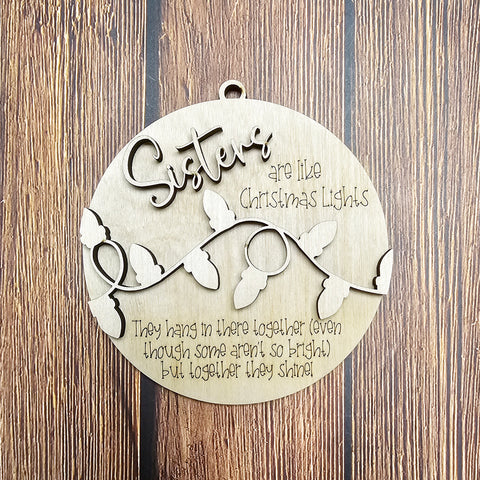 Sisters
are like
Christmas Lights
They hang in there together (even
though some aren't so bright)
but together they shine!